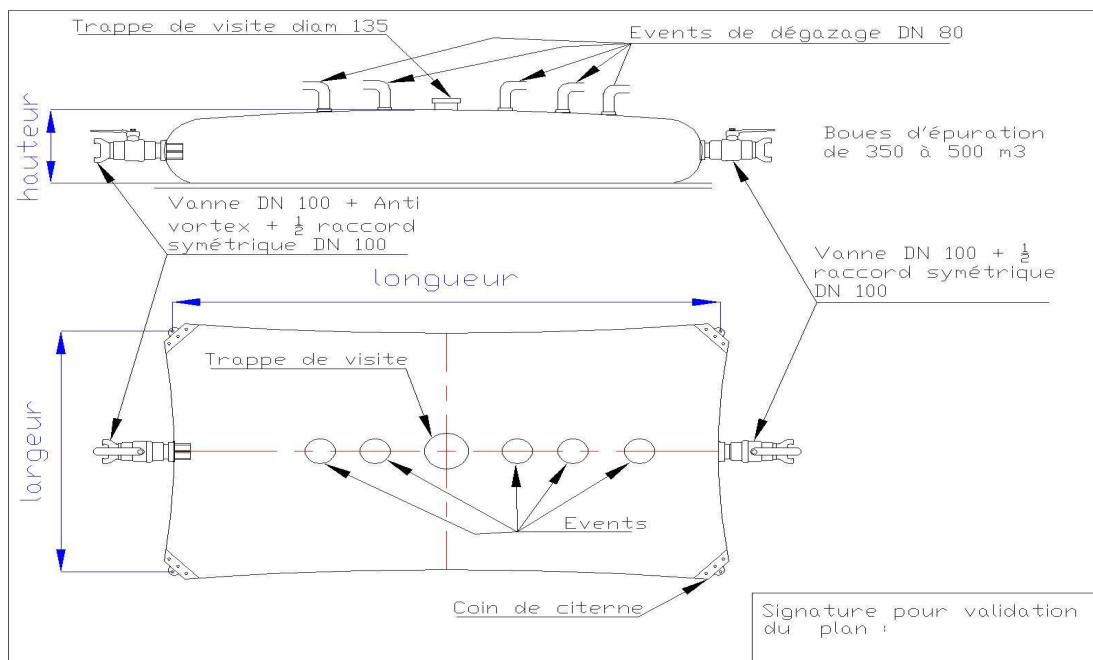 Trappe de visite diam 135
Events de dégazage DN 80
hauteur
Boues d'épuration
de 350 à 500 m3
Vanne DN 100 + Anti
vortex + ½ raccord
symétrique DN 100
Vanne DN 100 + ½
raccord symétrique
DN 100
longueur
Trappe de visite
largeur
Events
Coin de citerne
Signature pour validation
du plan :